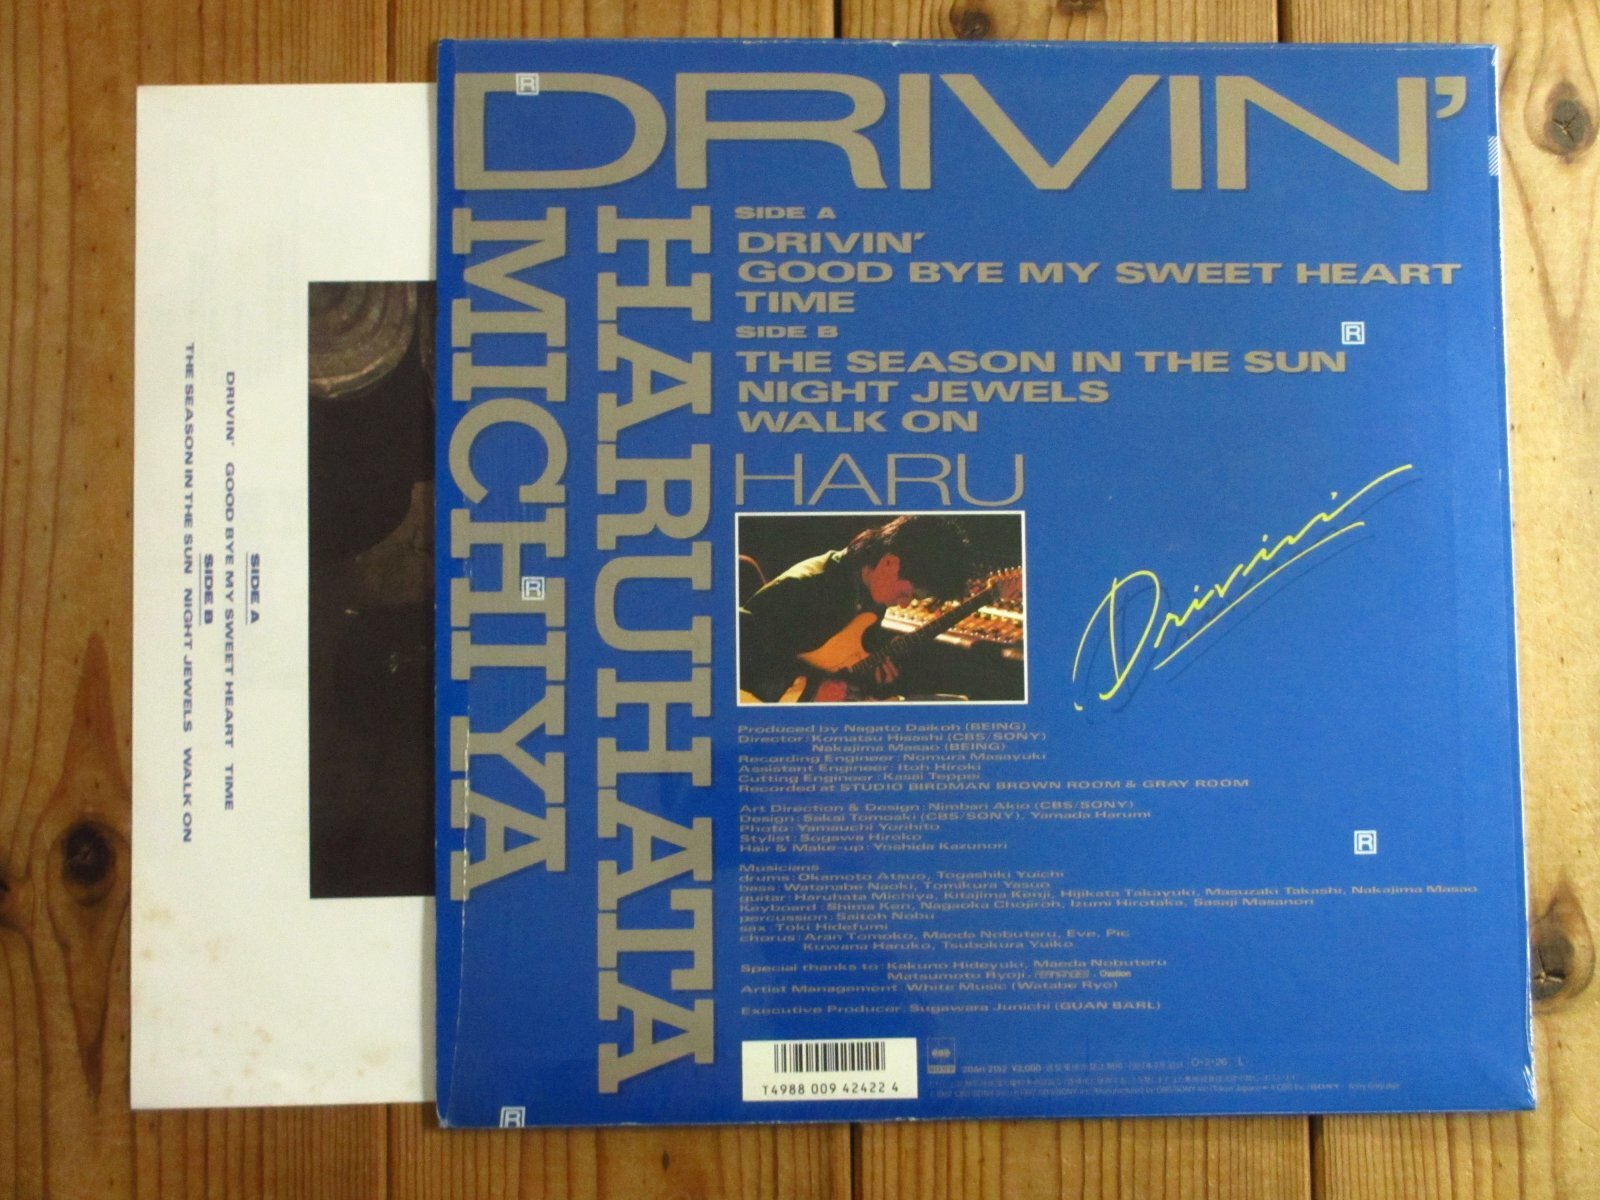 DRIVIN'
HARUHATA
MICHIYA
SIDE A
DRIVIN'
GOOD BYE MY SWEET HEART
TIME
SIDE B
THE SEASON IN THE SUN
NIGHT JEWELS
WALK ON
HARU
Drivin'
Produced by Nagato Daikoh (BEING)
Director: Komatsu Hisashi (CBS/SONY)
Nakajima Masao (BEING)
Recording Engineer: Nomura Masayuki
Assistant Engineer: Itoh Hiroki
Cutting Engineer: Kasai Teppei
Recorded at STUDIO BIRDMAN BROWN ROOM & GRAY ROOM
Art Direction & Design: Nimbari Akio (CBS/SONY)
Design: Sakai Tomoaki (CBS/SONY), Yamada Harumi
Photo: Yamauchi Yorihito
Stylist: Sogawa Hiroko
Hair & Make-up: Yoshida Kazunori
Musicians
drums: Okamoto Atsuo, Togashiki Yuichi
bass: Watanabe Naoki, Tomikura Yasuo
guitar: Haruhata Michiya, Kitajima Kenji, Hijikata Takayuki, Masuzaki Takashi, Nakajima Masao
Keyboard: Shima Ken, Nagaoka Chojiroh, Izumi Hirotaka, Sasaji Masanori
percussion: Saitoh Nobu
sax: Toki Hidefumi
chorus: Aran Tomoko, Maeda Nobuteru, Eve, Pic
Kuwana Haruko, Tsubokura Yuiko
Special thanks to: Kakuno Hideyuki, Maeda Nobuteru
Matsumoto Ryoji, FERNANDES, Creation
Artist Management: White Music (Watabe Ryo)
Executive Producer: Sugawara Junichi (GUAN BARL)
T4988 009 42422 4
SONY
¥2,000
R
R
R
R
R
SIDE A
DRIVIN' GOOD BYE MY SWEET HEART TIME
SIDE B
THE SEASON IN THE SUN NIGHT JEWELS WALK ON